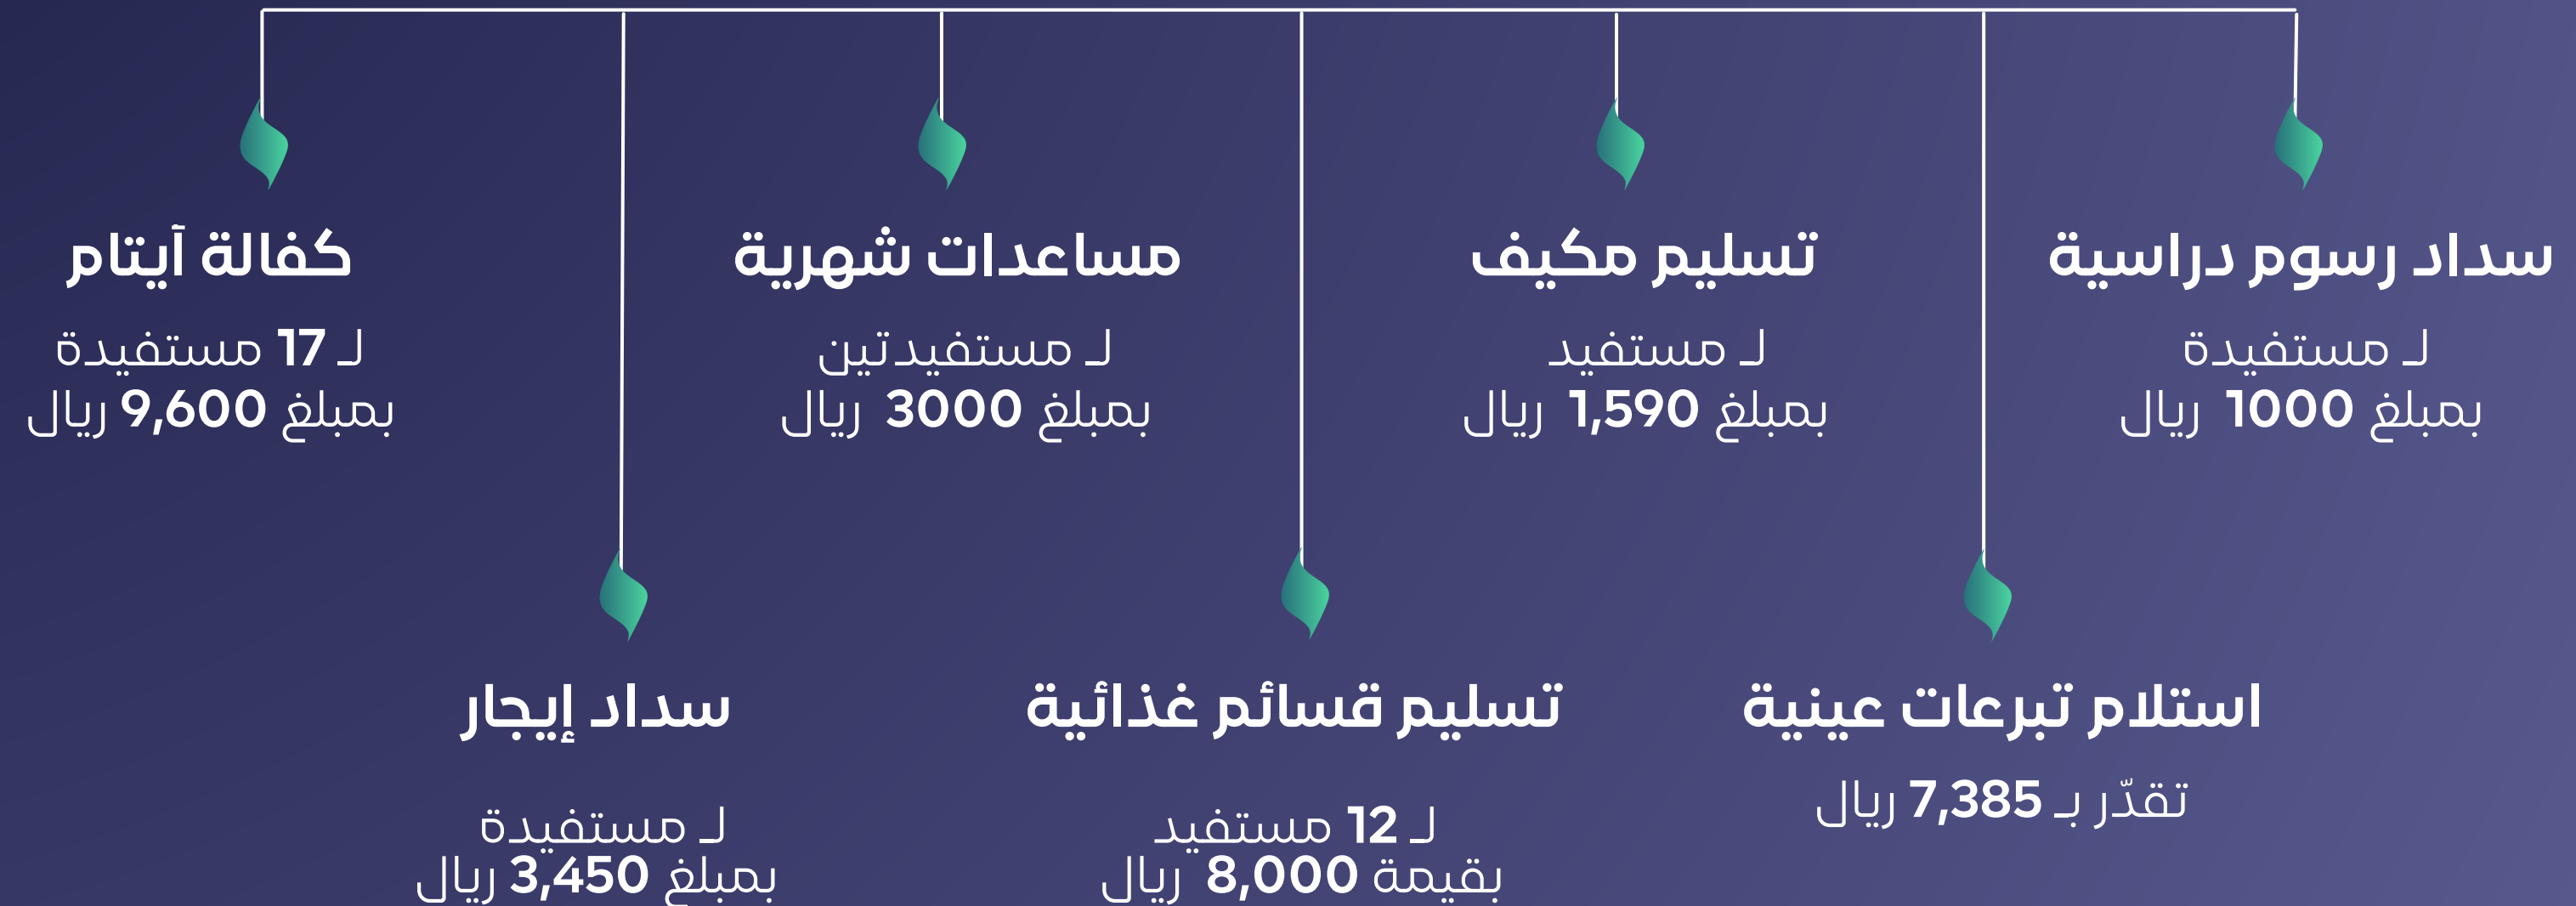 سداد رسوم دراسية
لـ مستفيدة
بمبلغ 1000 ريال
تسليم مكيف
لـ مستفيد
بمبلغ 1,590 ريال
مساعدات شهرية
لـ مستفيدتين
بمبلغ 3000 ريال
كفالة أيتام
لـ 17 مستفيدة
بمبلغ 9,600 ريال
استلام تبرعات عينية
تقدّر بـ 7,385 ريال
تسليم قسائم غذائية
لـ 12 مستفيد
بقيمة 8,000 ريال
سداد إيجار
لـ مستفيدة
بمبلغ 3,450 ريال